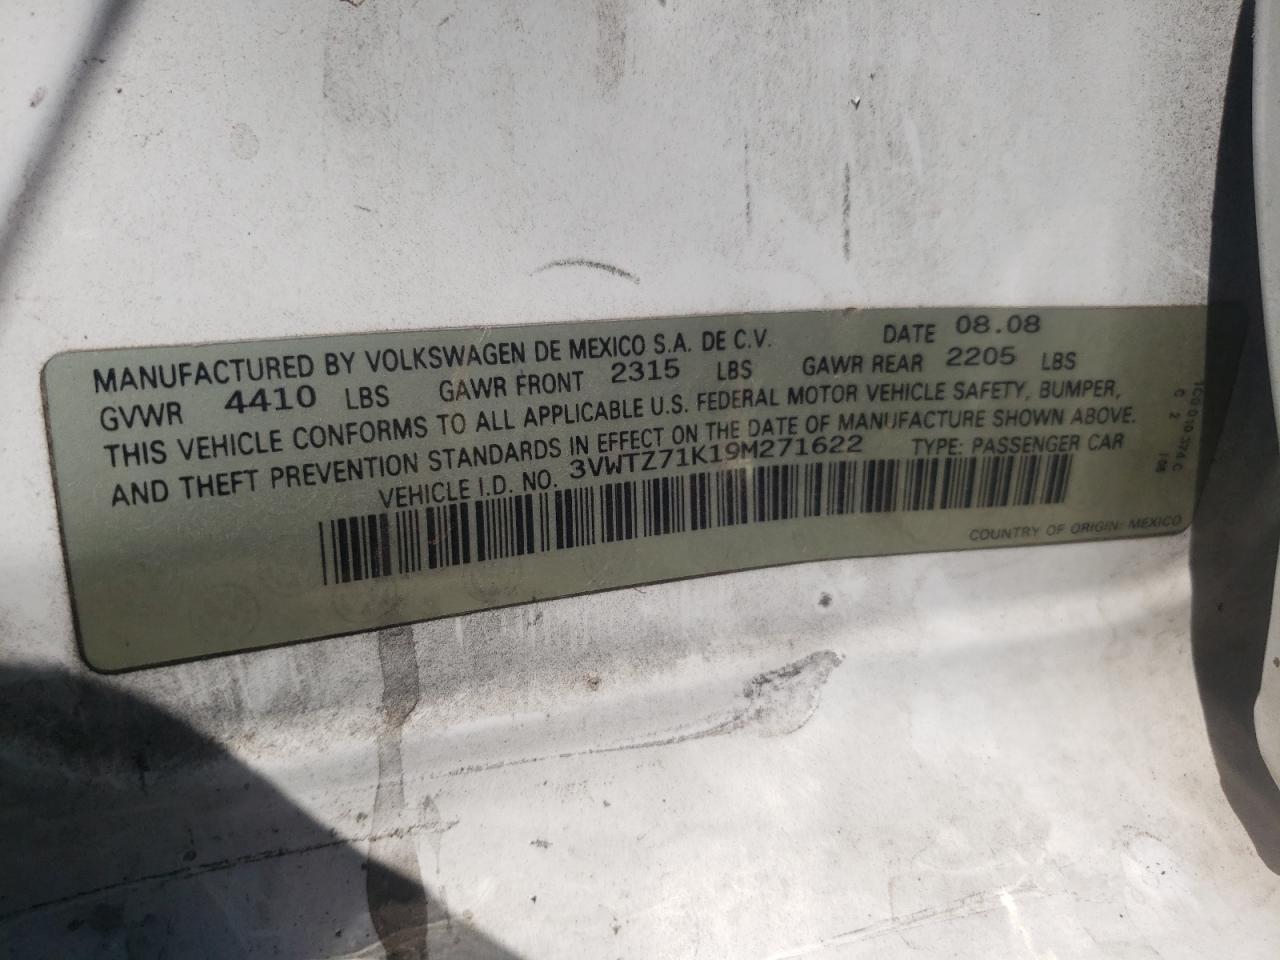 MANUFACTURED BY VOLKSWAGEN DE MEXICO S.A. DE C.V. DATE 08.08
GVWR 4410 LBS GAWR FRONT 2315 LBS GAWR REAR 2205 LBS
THIS VEHICLE CONFORMS TO ALL APPLICABLE U.S. FEDERAL MOTOR VEHICLE SAFETY, BUMPER,
AND THEFT PREVENTION STANDARDS IN EFFECT ON THE DATE OF MANUFACTURE SHOWN ABOVE.
VEHICLE I.D. NO. 3VWTZ71K19M271622 TYPE: PASSENGER CAR
COUNTRY OF ORIGIN: MEXICO
C 2